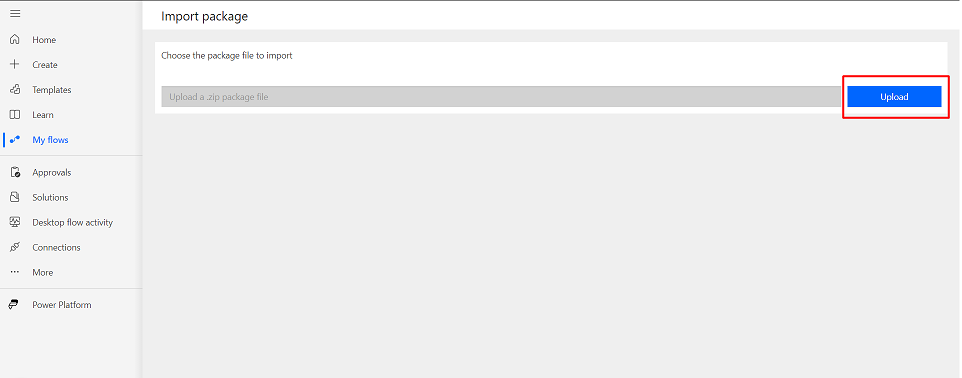 Import package
Home
Create
Templates
Learn
My flows
Approvals
Solutions
Desktop flow activity
Connections
More
Power Platform
Choose the package file to import
Upload a .zip package file
Upload